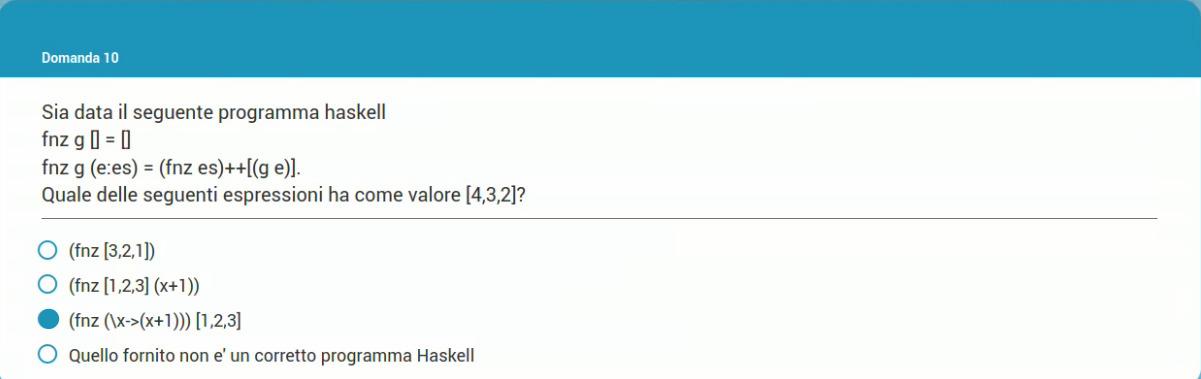 Domanda 10
Sia data il seguente programma haskell
fnz g [] = []
fnz g (e:es) = (fnz es)++[(g e)].
Quale delle seguenti espressioni ha come valore [4,3,2]?
(fnz [3,2,1])
(fnz [1,2,3] (x+1))
(fnz (\x->(x+1))) [1,2,3]
Quello fornito non e' un corretto programma Haskell